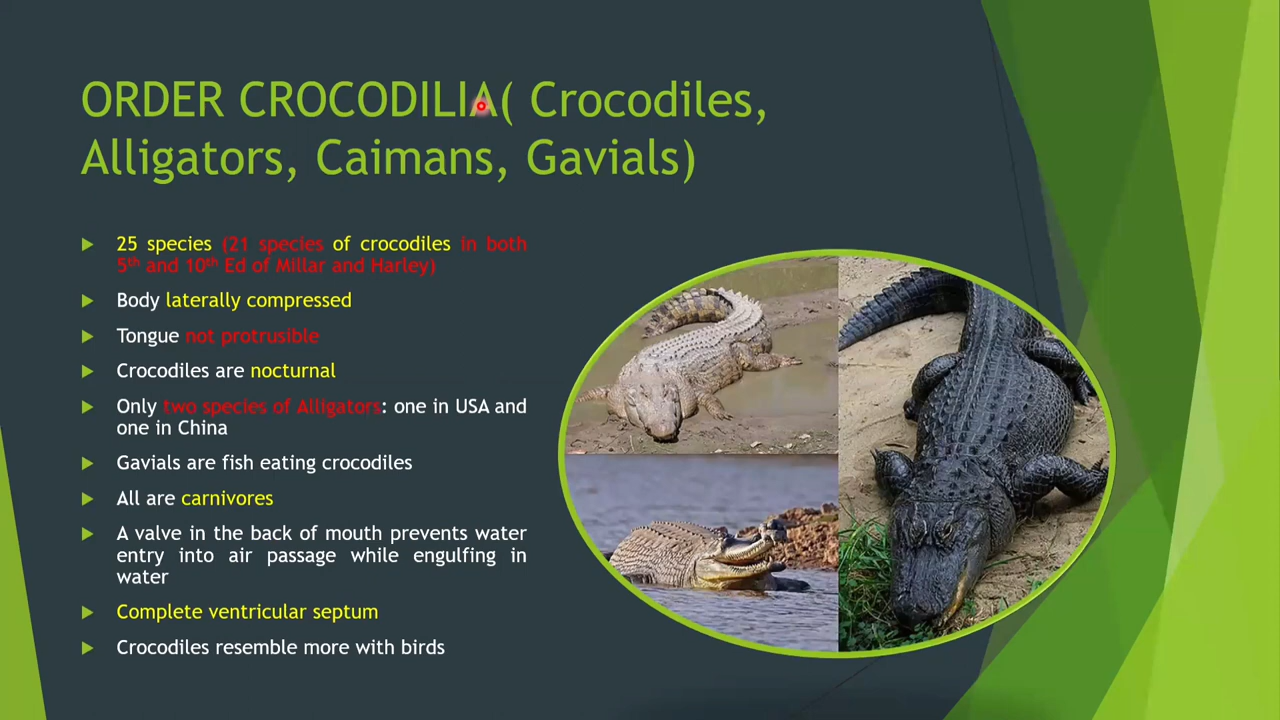 ORDER CROCODILIA( Crocodiles,
Alligators, Caimans, Gavials)
25 species (21 species of crocodiles in both
5th and 10th Ed of Millar and Harley)
Body laterally compressed
Tongue not protrusible
Crocodiles are nocturnal
Only two species of Alligators: one in USA and
one in China
Gavials are fish eating crocodiles
All are carnivores
A valve in the back of mouth prevents water
entry into air passage while engulfing in
water
Complete ventricular septum
Crocodiles resemble more with birds